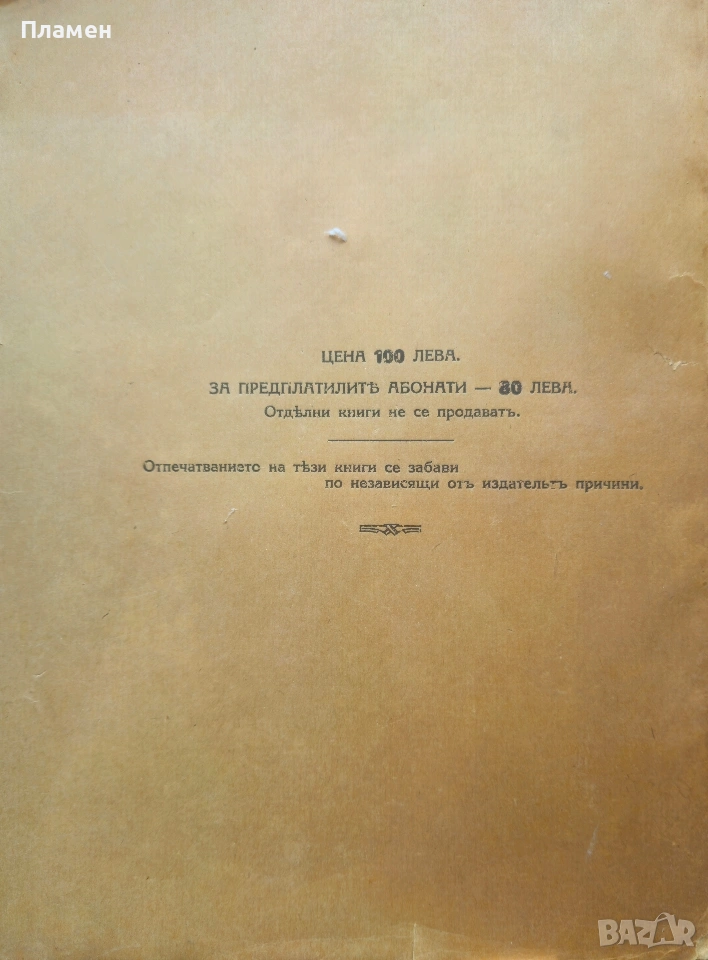 Пламен
ЦЕНА 100 ЛЕВА.
ЗА ПРЕДПЛАТИЛИТѢ АБОНАТИ — 80 ЛЕВА.
Отдѣлни книги не се продаватъ.
Отпечатването на тѣзи книги се забави
по независящи отъ издательтъ причини.
BAZAR